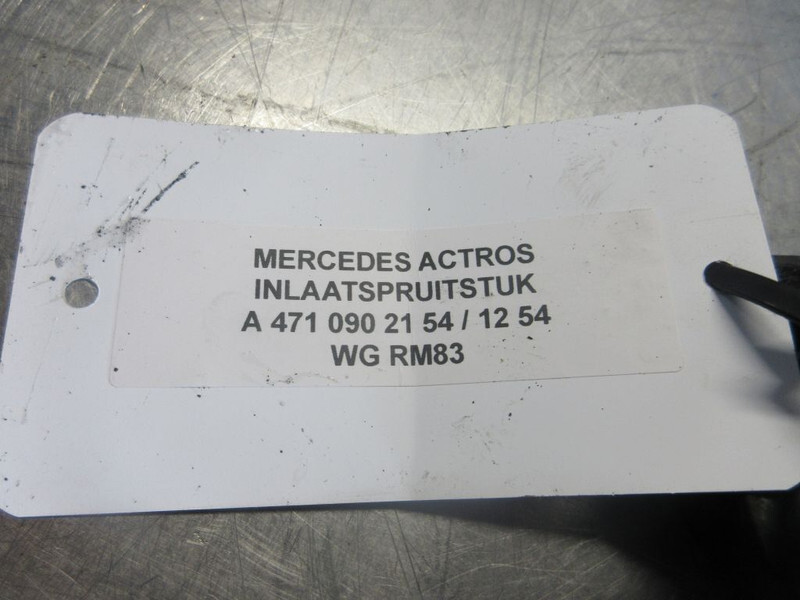 MERCEDES ACTROS
INLAATSPRUITSTUK
A 471 090 21 54 / 12 54
WG RM83